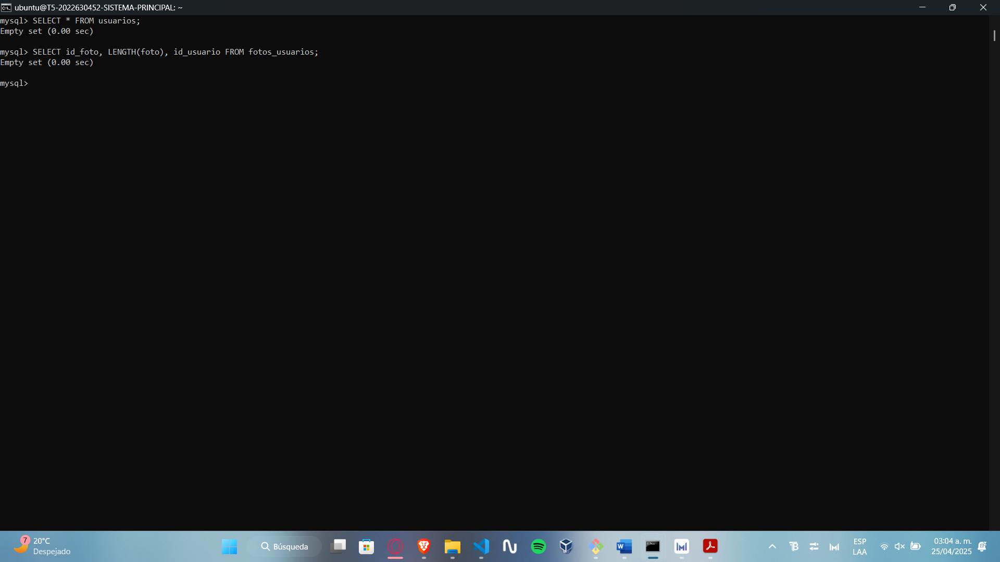 ubuntu@T5-2022630452-SISTEMA-PRINCIPAL: ~
mysql> SELECT * FROM usuarios;
Empty set (0.00 sec)
mysql> SELECT id_foto, LENGTH(foto), id_usuario FROM fotos_usuarios;
Empty set (0.00 sec)
mysql>
7
20°C
Despejado
Búsqueda
ESP
LAA
03:04 a. m.
25/04/2025